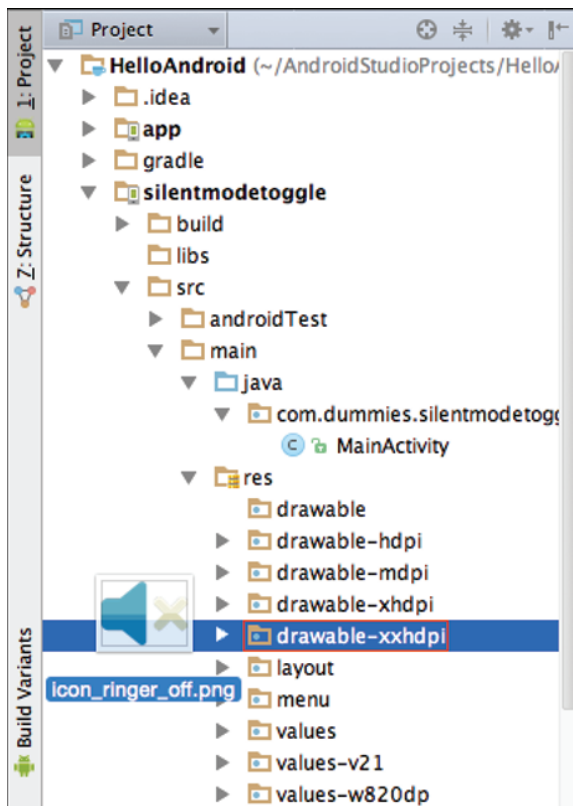 Project
HelloAndroid (~/AndroidStudioProjects/Hello/
.idea
app
gradle
silentmodetoggle
build
libs
src
androidTest
main
java
com.dummies.silentmodetogg
C MainActivity
res
drawable
drawable-hdpi
drawable-mdpi
drawable-xhdpi
drawable-xxhdpi
icon_ringer_off.png
layout
menu
values
values-v21
values-w820dp
1: Project
7: Structure
Build Variants